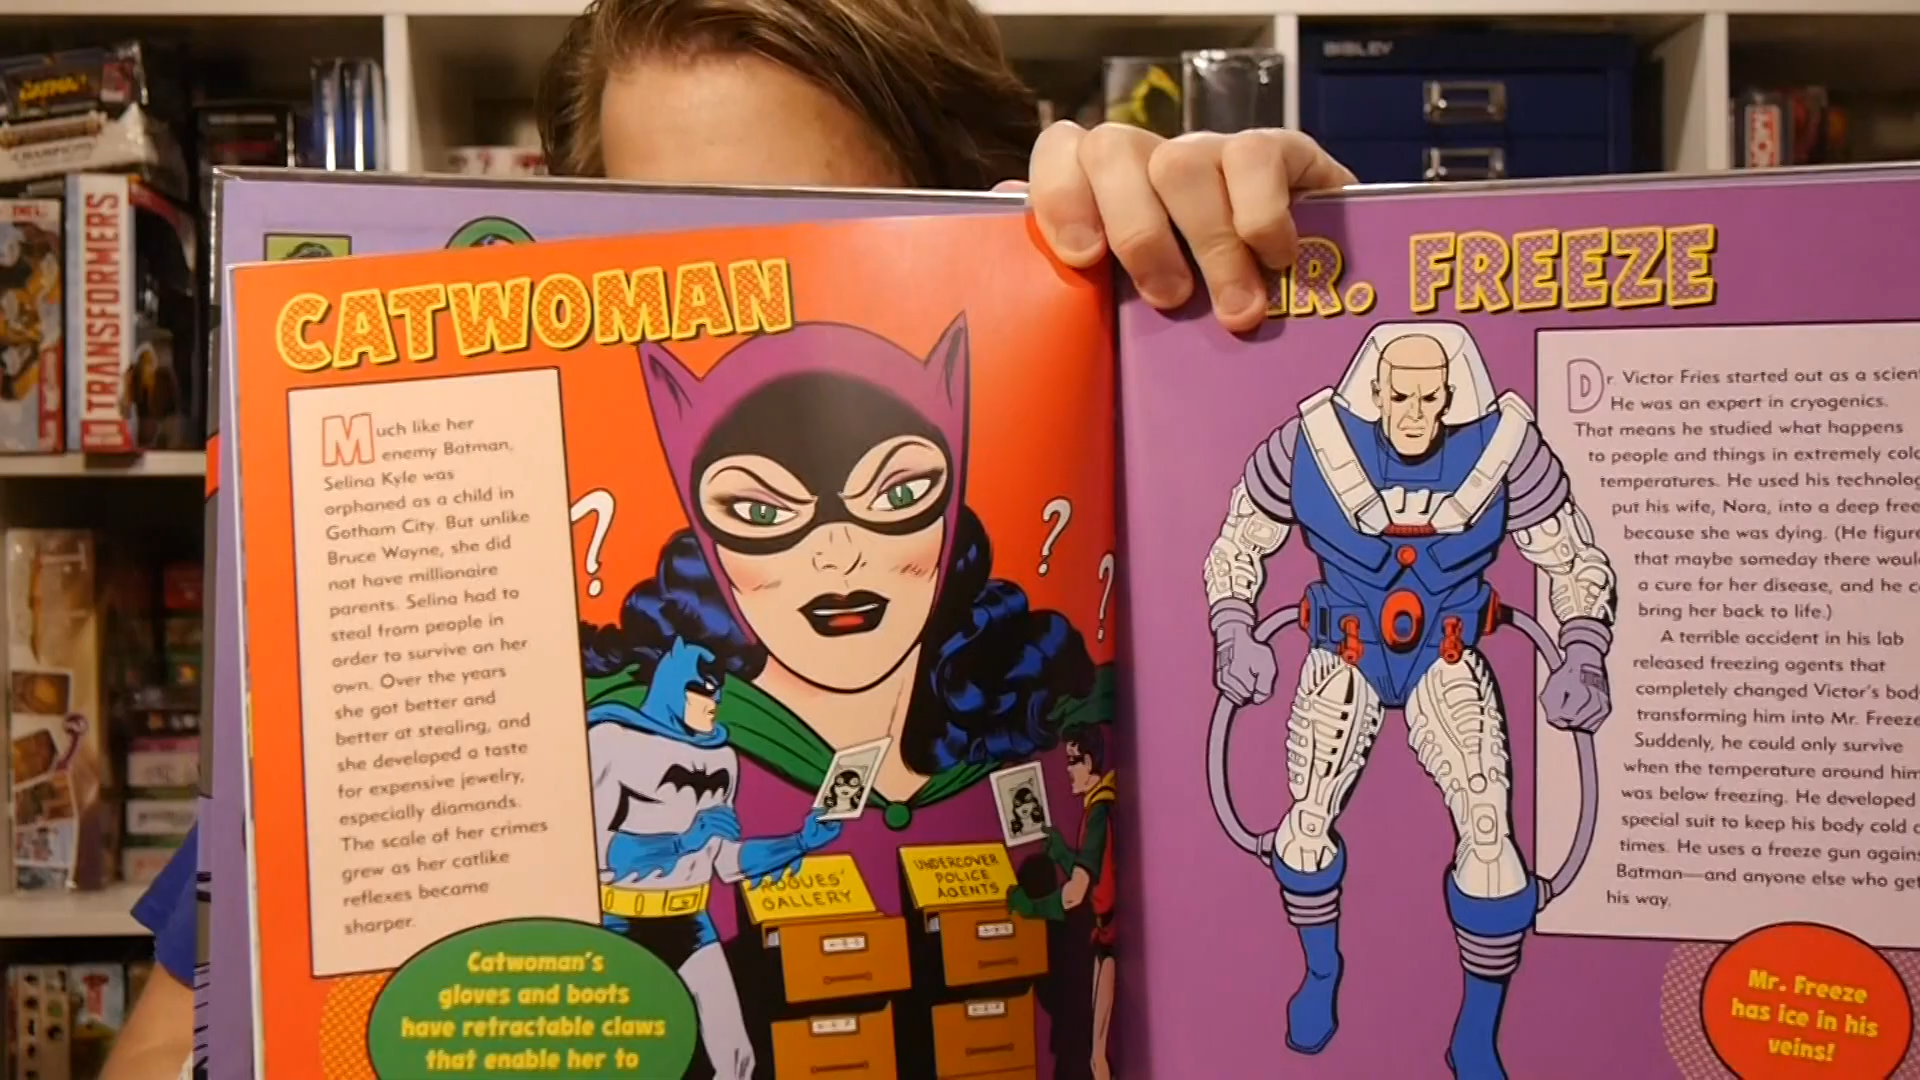 BISLEY
BATMAN
TRANSFORMERS
CATWOMAN
Much like her
enemy Batman,
Selina Kyle was
orphaned as a child in
Gotham City. But unlike
Bruce Wayne, she did
not have millionaire
parents. Selina had to
steal from people in
order to survive on her
own. Over the years
she got better and
better at stealing, and
she developed a taste
for expensive jewelry,
especially diamonds.
The scale of her crimes
grew as her catlike
reflexes became
sharper.
Catwoman's
gloves and boots
have retractable claws
that enable her to
? ? ?
ROGUES'
GALLERY
UNDERCOVER
POLICE
AGENTS
R. FREEZE
Dr. Victor Fries started out as a scien
He was an expert in cryogenics.
That means he studied what happens
to people and things in extremely cold
temperatures. He used his technolog
put his wife, Nora, into a deep free
because she was dying. (He figure
that maybe someday there woul
a cure for her disease, and he c
bring her back to life.)
A terrible accident in his lab
released freezing agents that
completely changed Victor's body
transforming him into Mr. Freeze
Suddenly, he could only survive
when the temperature around him
was below freezing. He developed
special suit to keep his body cold a
times. He uses a freeze gun agains
Batman—and anyone else who get
his way.
Mr. Freeze
has ice in his
veins!